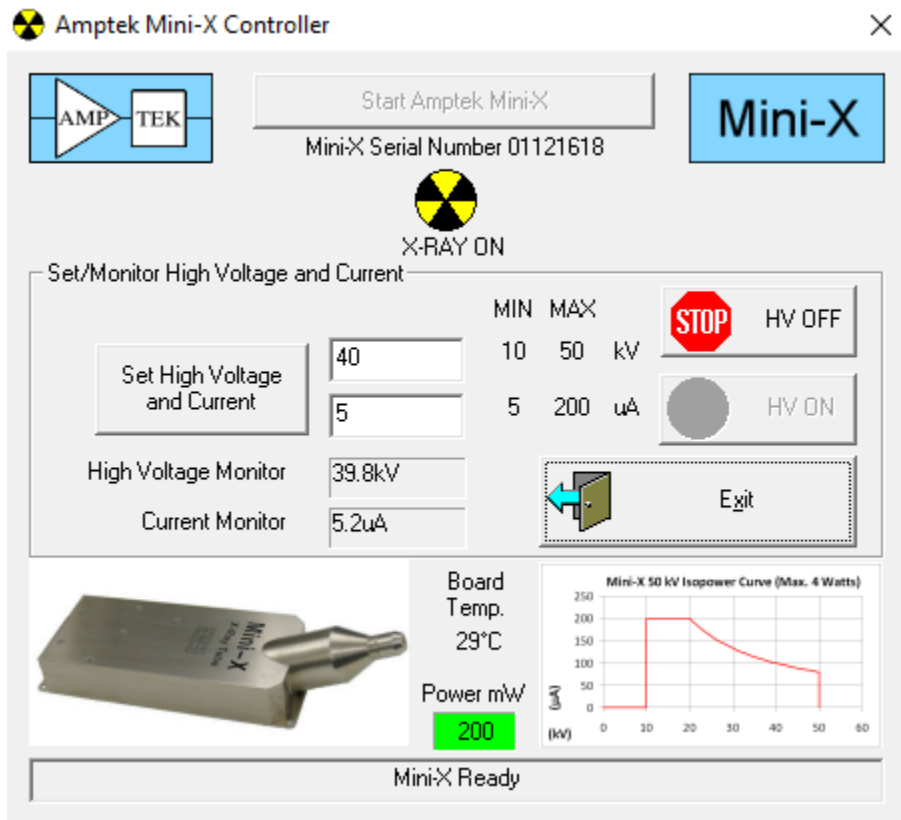 Amptek Mini-X Controller
AMP TEK
Start Amptek Mini-X
Mini-X Serial Number 01121618
Mini-X
X-RAY ON
Set/Monitor High Voltage and Current
MIN MAX
Set High Voltage
and Current
40
10 50 kV
5
5 200 uA
STOP HV OFF
HV ON
High Voltage Monitor 39.8kV
Current Monitor 5.2uA
Exit
Mini-X
X-Ray Tube
Board
Temp.
29°C
Power mW
200
Mini-X 50 kV Isopower Curve (Max. 4 Watts)
250
200
150
100
50
0
(uA)
(kV)
0 10 20 30 40 50 60
Mini-X Ready